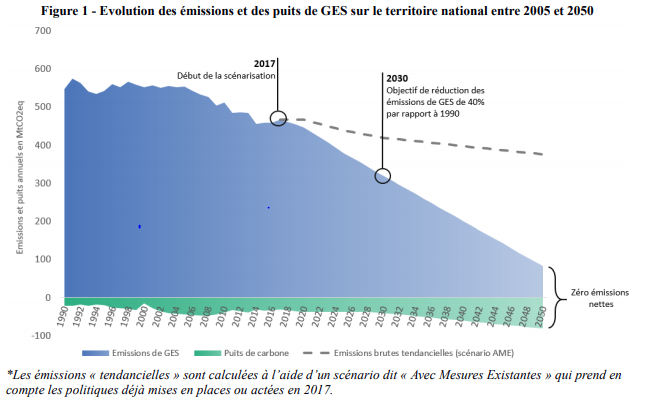 Figure 1 - Evolution des émissions et des puits de GES sur le territoire national entre 2005 et 2050
Emissions et puits annuels en MtCO2eq
700
600
500
400
300
200
100
0
-100
2017
Début de la scénarisation
2030
Objectif de réduction des
émissions de GES de 40%
par rapport à 1990
Zéro émissions
nettes
1990 1992 1994 1996 1998 2000 2002 2004 2006 2008 2010 2012 2014 2016 2018 2020 2022 2024 2026 2028 2030 2032 2034 2036 2038 2040 2042 2044 2046 2048 2050
Emissions de GES Puits de carbone Emissions brutes tendancielles (scénario AME)
*Les émissions « tendancielles » sont calculées à l'aide d'un scénario dit « Avec Mesures Existantes » qui prend en
compte les politiques déjà mises en places ou actées en 2017.